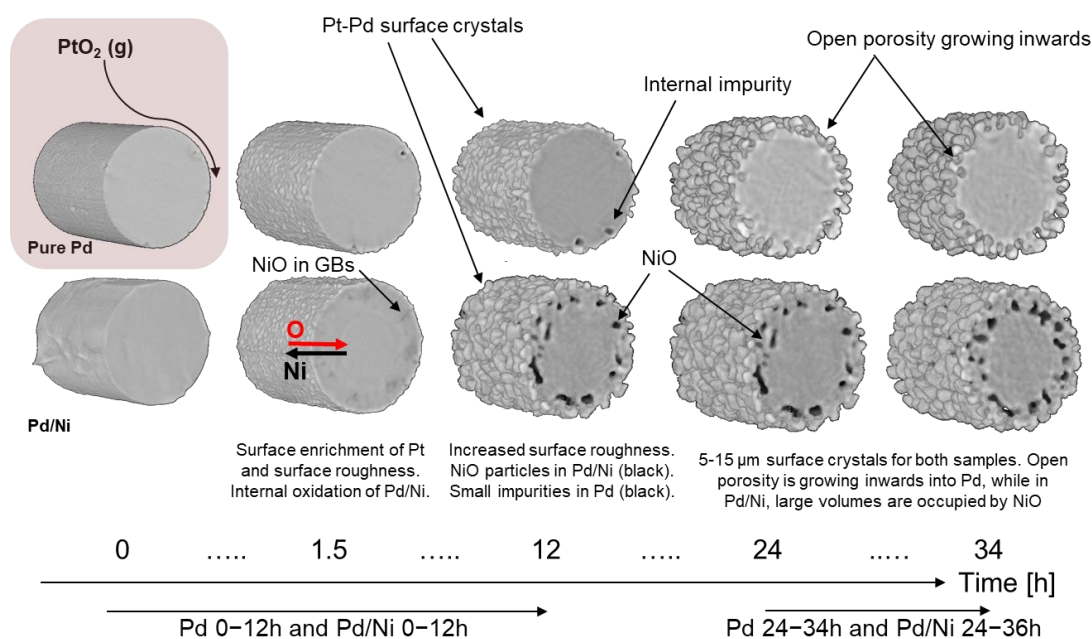 Pt-Pd surface crystals
Open porosity growing inwards
PtO₂ (g)
Internal impurity
Pure Pd
NiO in GBs
NiO
O
Ni
Pd/Ni
Surface enrichment of Pt
and surface roughness.
Internal oxidation of Pd/Ni.
Increased surface roughness.
NiO particles in Pd/Ni (black).
Small impurities in Pd (black).
5-15 µm surface crystals for both samples. Open
porosity is growing inwards into Pd, while in
Pd/Ni, large volumes are occupied by NiO
0 ..... 1.5 ..... 12 ..... 24 ..... 34
Time [h]
Pd 0−12h and Pd/Ni 0−12h
Pd 24−34h and Pd/Ni 24−36h